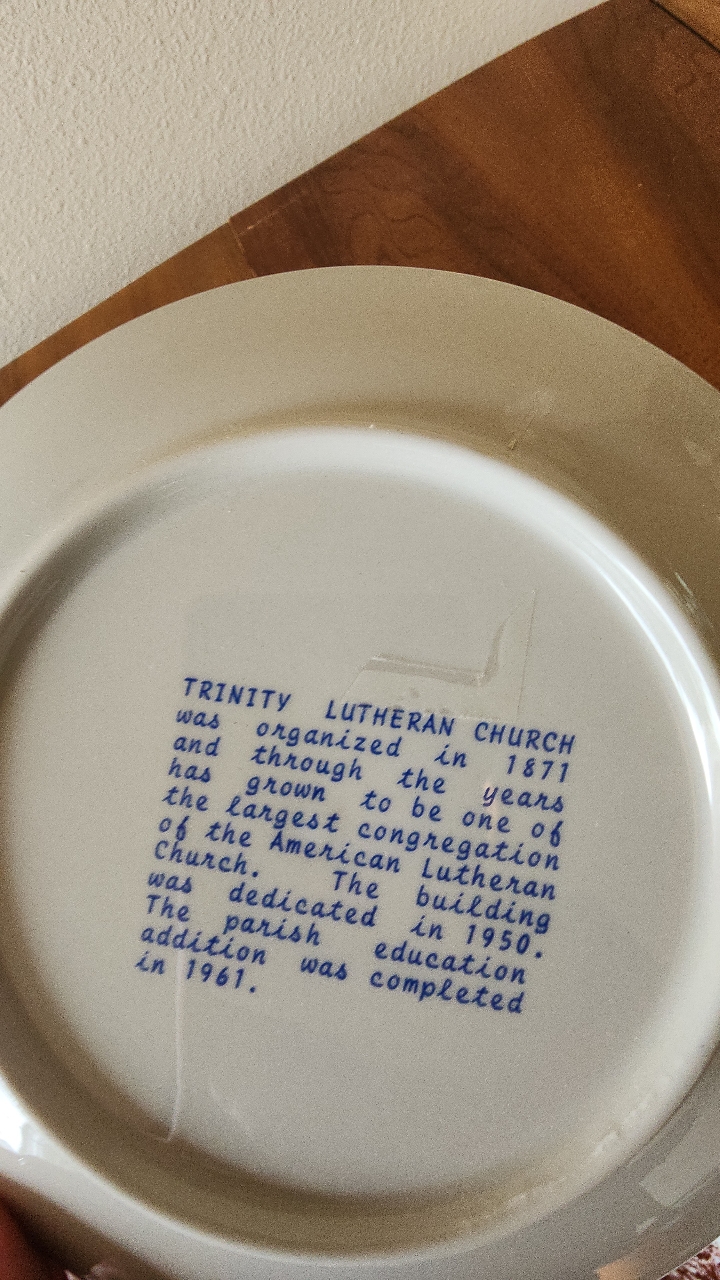 TRINITY LUTHERAN CHURCH
was organized in 1871
and through the years
has grown to be one of
the largest congregation
of the American Lutheran
Church. The building
was dedicated in 1950.
The parish education
addition was completed
in 1961.